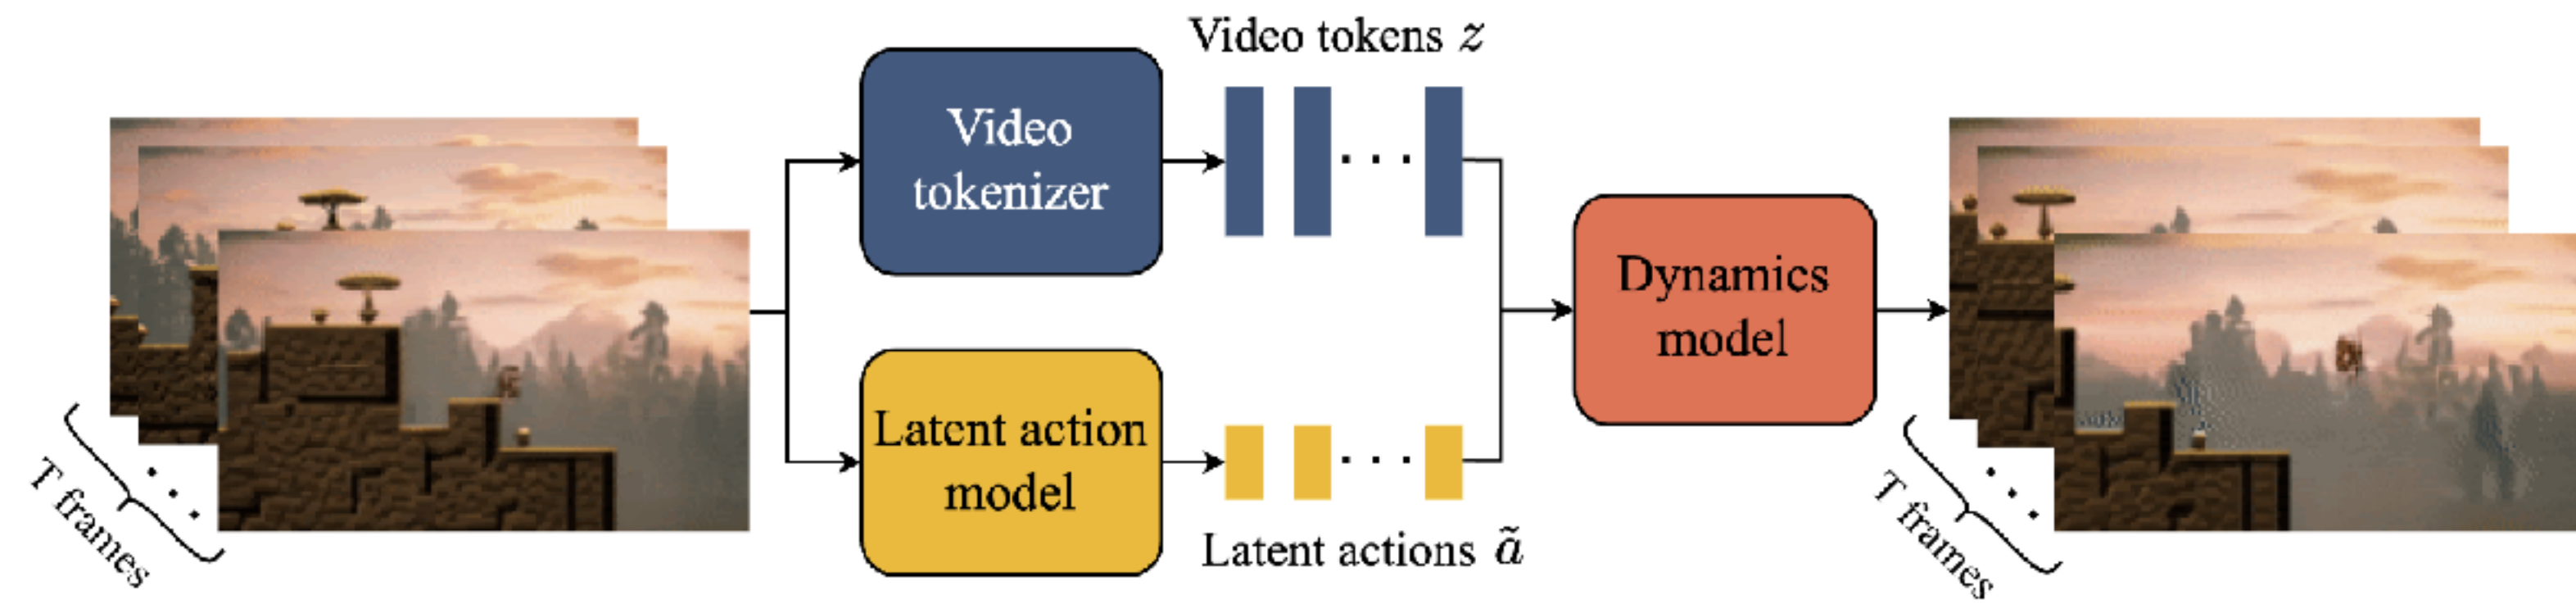 Video tokens z
Video
tokenizer
T frames
Latent action
model
Latent actions ã
Dynamics
model
T frames